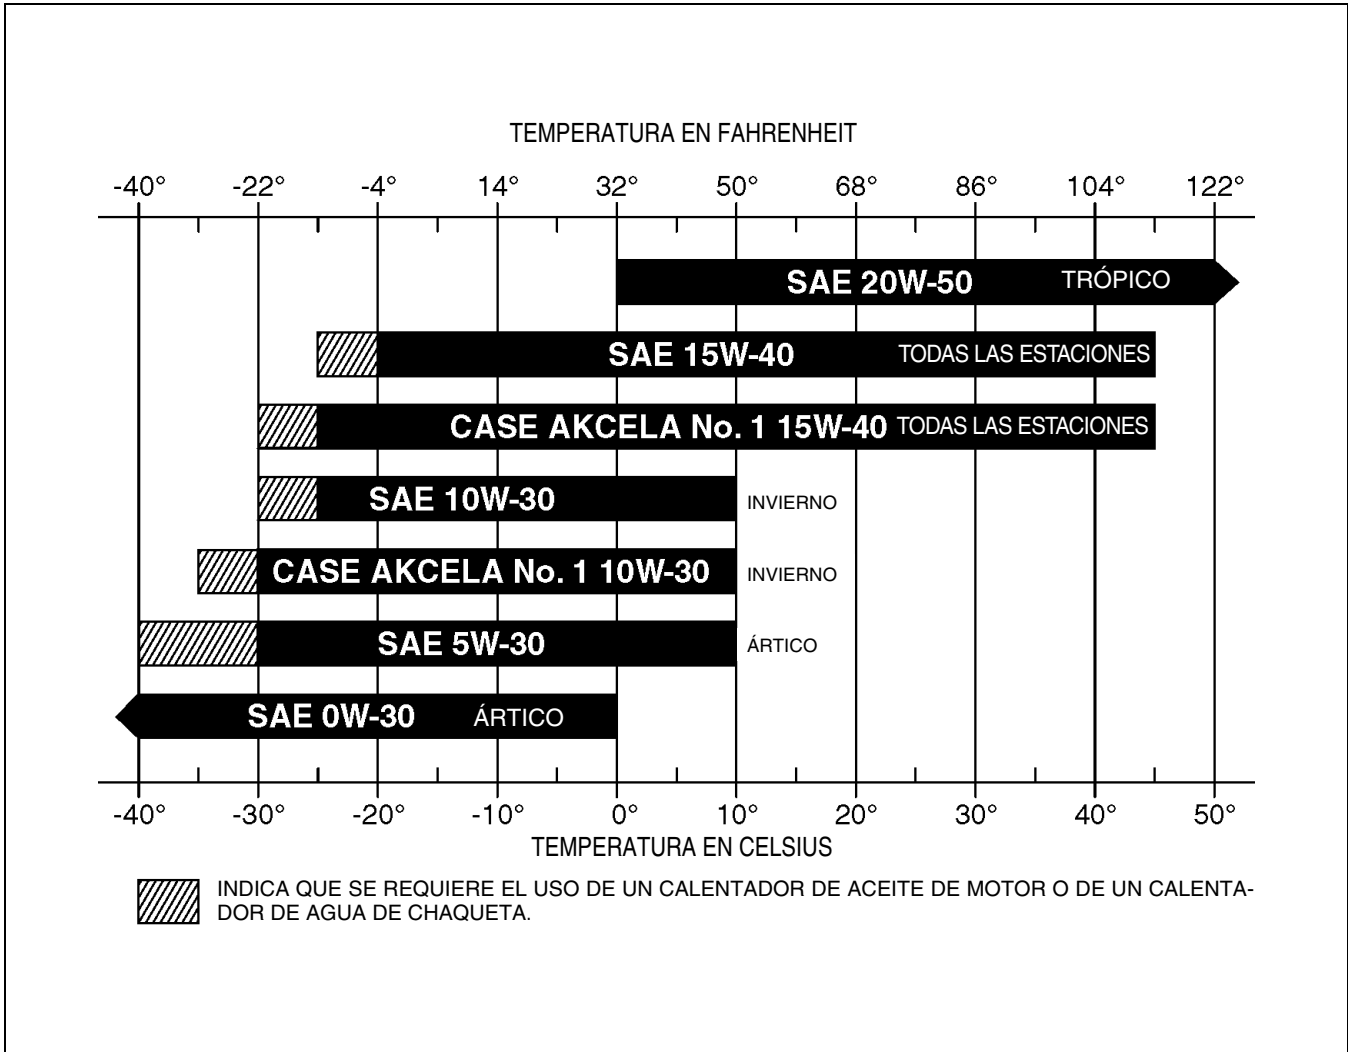 TEMPERATURA EN FAHRENHEIT
-40° -22° -4° 14° 32° 50° 68° 86° 104° 122°
SAE 20W-50 TRÓPICO
SAE 15W-40 TODAS LAS ESTACIONES
CASE AKCELA No. 1 15W-40 TODAS LAS ESTACIONES
SAE 10W-30 INVIERNO
CASE AKCELA No. 1 10W-30 INVIERNO
SAE 5W-30 ÁRTICO
SAE 0W-30 ÁRTICO
-40° -30° -20° -10° 0° 10° 20° 30° 40° 50°
TEMPERATURA EN CELSIUS
INDICA QUE SE REQUIERE EL USO DE UN CALENTADOR DE ACEITE DE MOTOR O DE UN CALENTA-
DOR DE AGUA DE CHAQUETA.